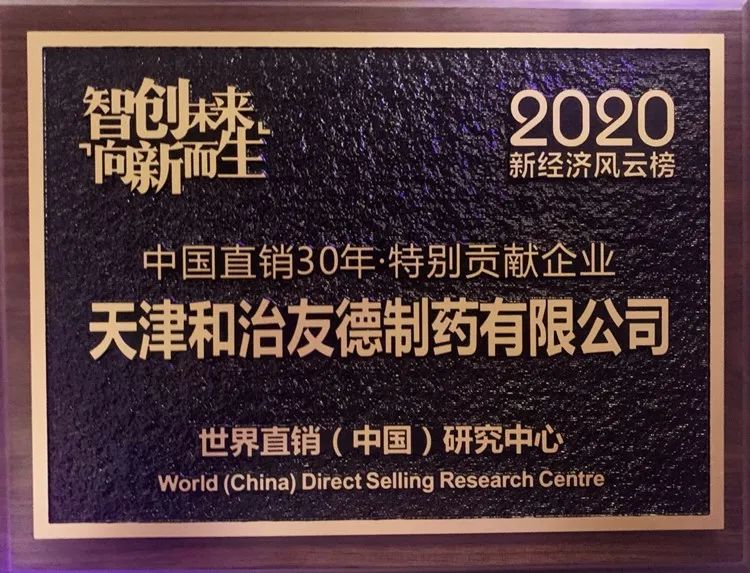 智创未来
向新而生
2020
新经济风云榜
中国直销30年·特别贡献企业
天津和治友德制药有限公司
世界直销（中国）研究中心
World (China) Direct Selling Research Centre